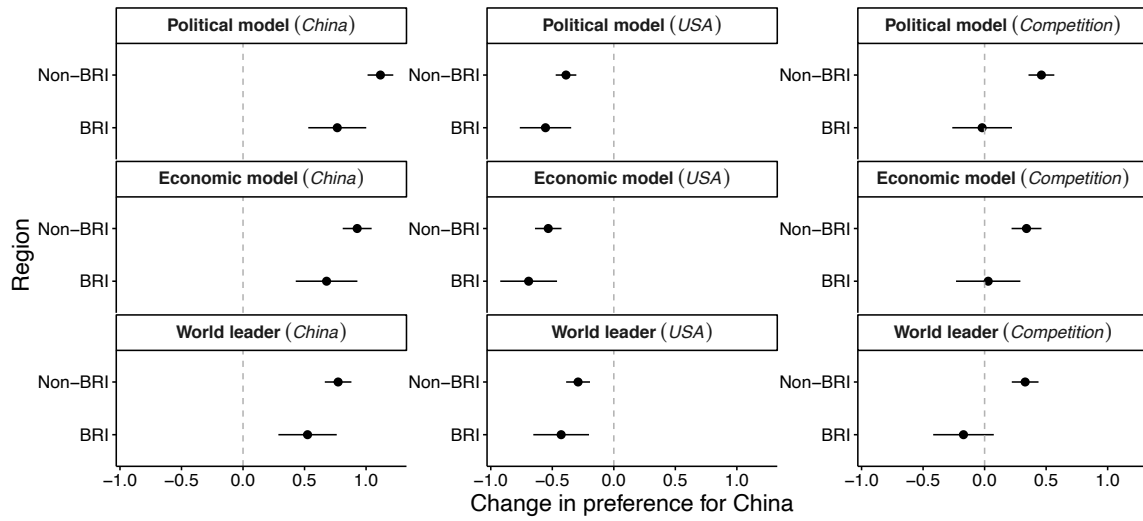 Political model (China)
Political model (USA)
Political model (Competition)
Non−BRI
BRI
Non−BRI
BRI
Non−BRI
BRI
Economic model (China)
Economic model (USA)
Economic model (Competition)
Non−BRI
BRI
Non−BRI
BRI
Non−BRI
BRI
Region
World leader (China)
World leader (USA)
World leader (Competition)
Non−BRI
BRI
Non−BRI
BRI
Non−BRI
BRI
−1.0 −0.5 0.0 0.5 1.0
−1.0 −0.5 0.0 0.5 1.0
−1.0 −0.5 0.0 0.5 1.0
Change in preference for China